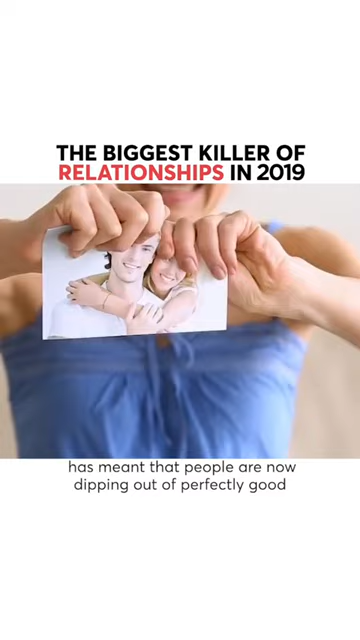 THE BIGGEST KILLER OF
RELATIONSHIPS IN 2019
has meant that people are now
dipping out of perfectly good